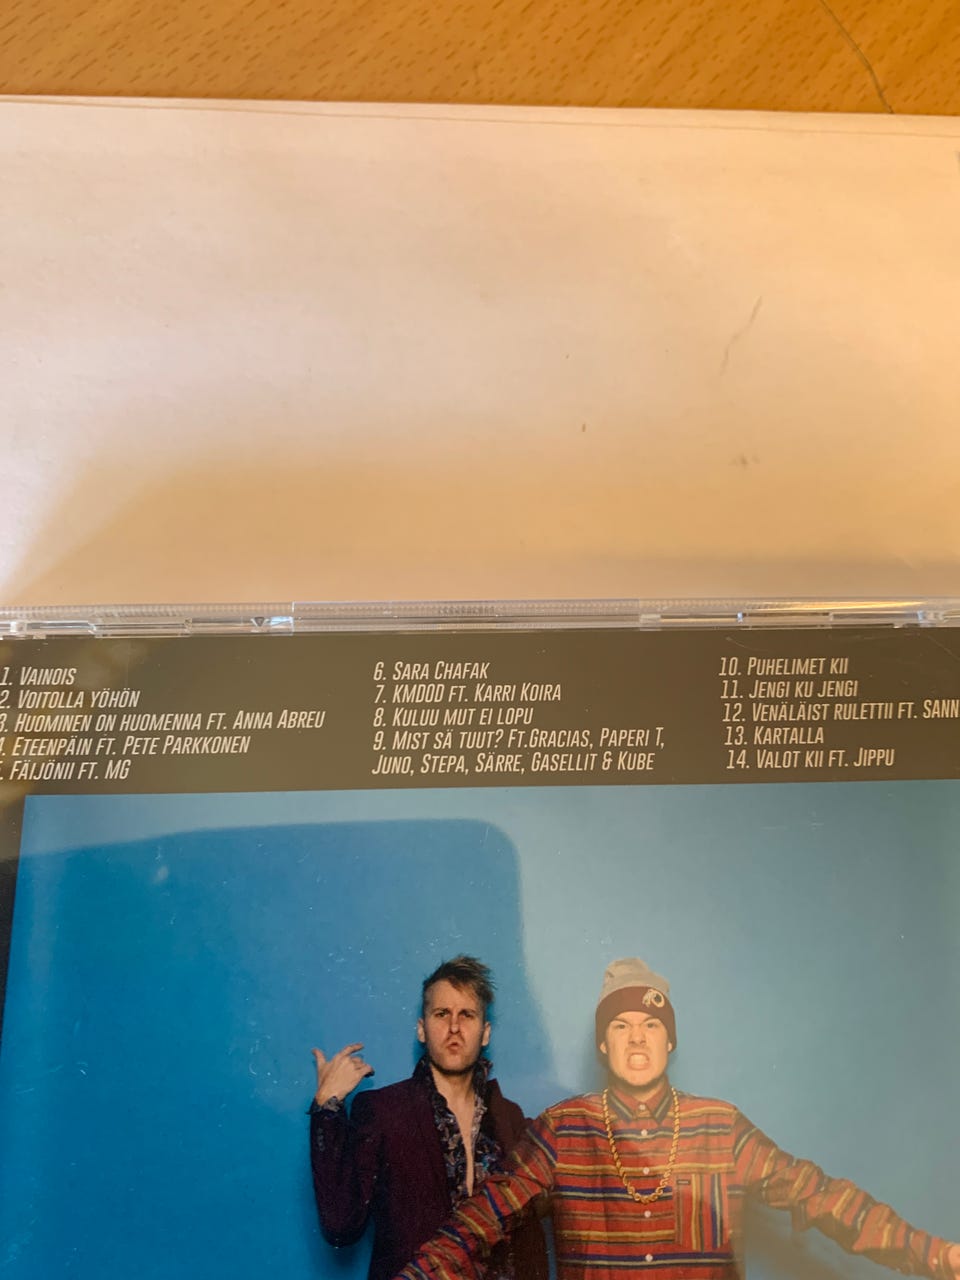 1. VAINOIS
2. VOITOLLA YÖHÖN
3. HUOMINEN ON HUOMENNA FT. ANNA ABREU
4. ETEENPÄIN FT. PETE PARKKONEN
5. FÄIJÖNII FT. MG
6. SARA CHAFAK
7. KMDOD FT. KARRI KOIRA
8. KULUU MUT EI LOPU
9. MIST SÄ TUUT? FT.GRACIAS, PAPERI T,
JUNO, STEPA, SÄRRE, GASELLIT & KUBE
10. PUHELIMET KII
11. JENGI KU JENGI
12. VENÄLÄIST RULETTII FT. SANN
13. KARTALLA
14. VALOT KII FT. JIPPU